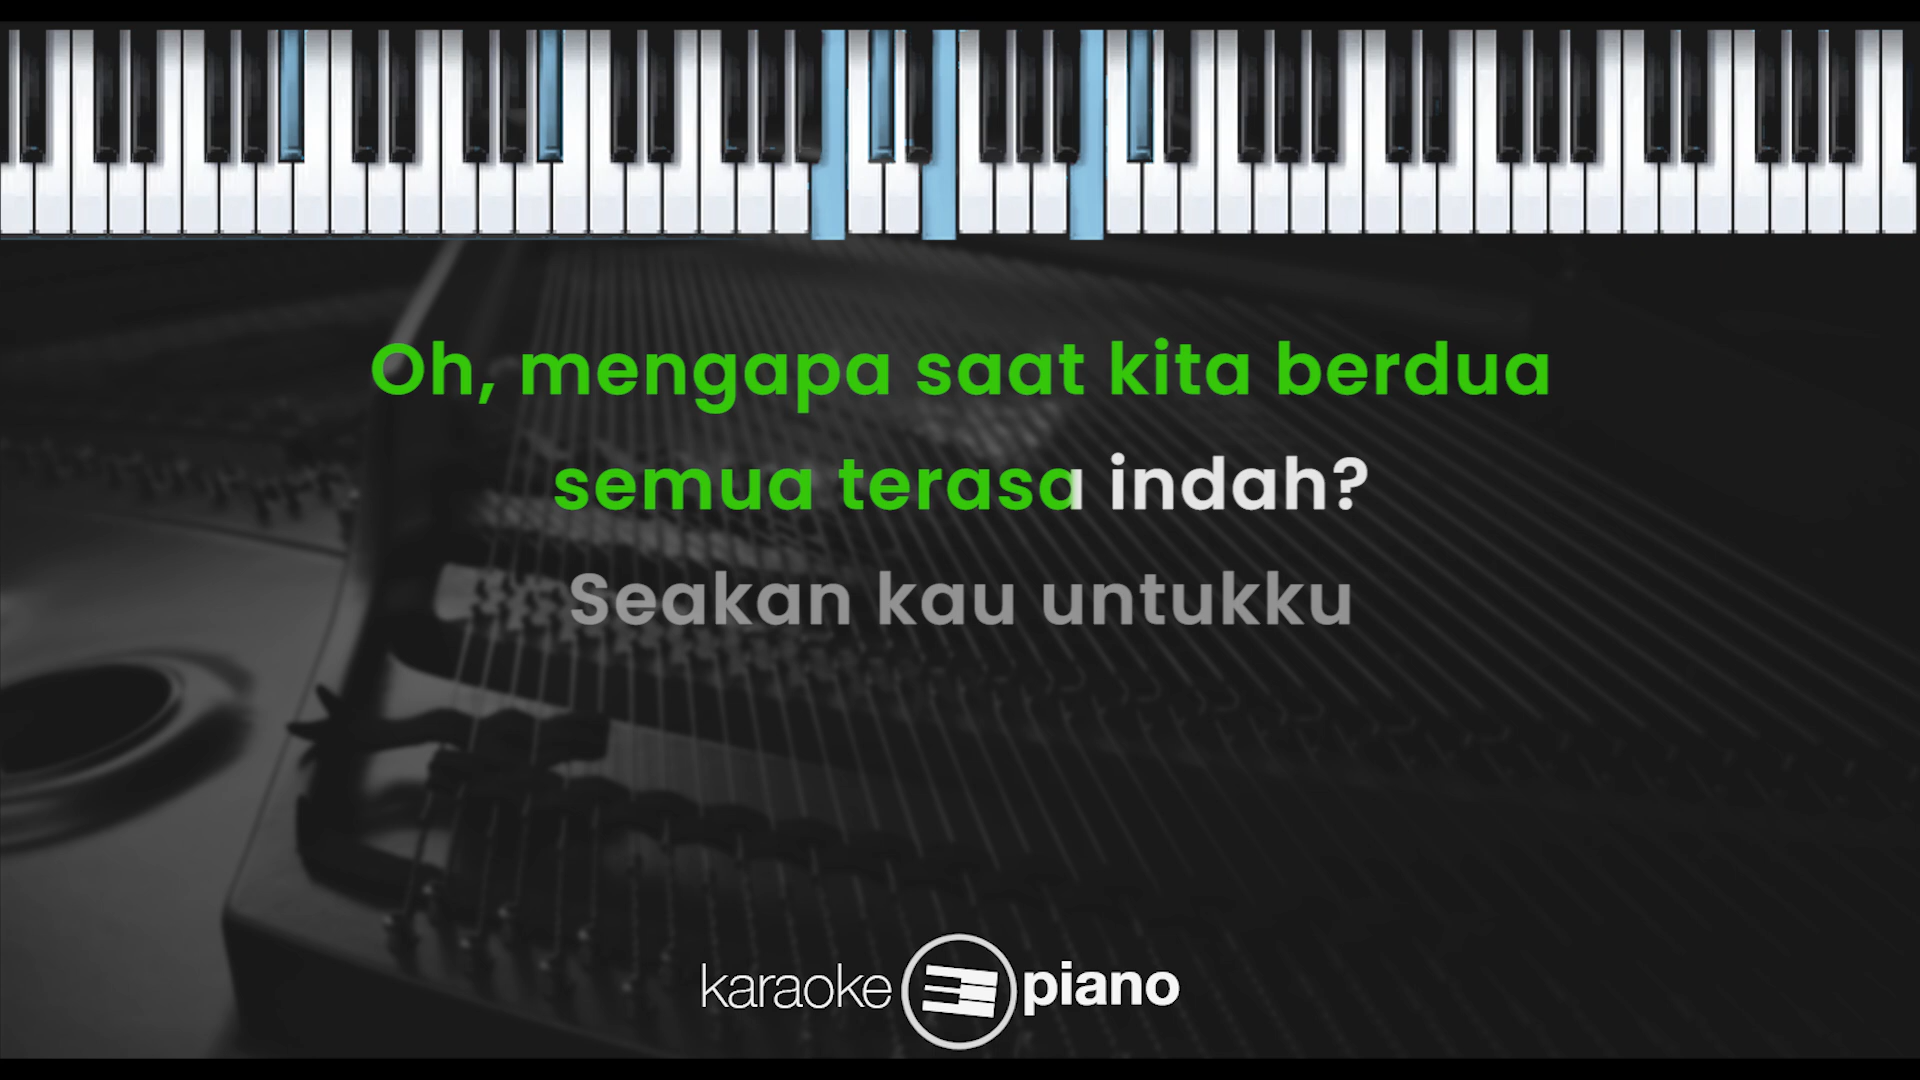 Oh, mengapa saat kita berdua
semua terasa indah?
Seakan kau untukku
karaoke piano